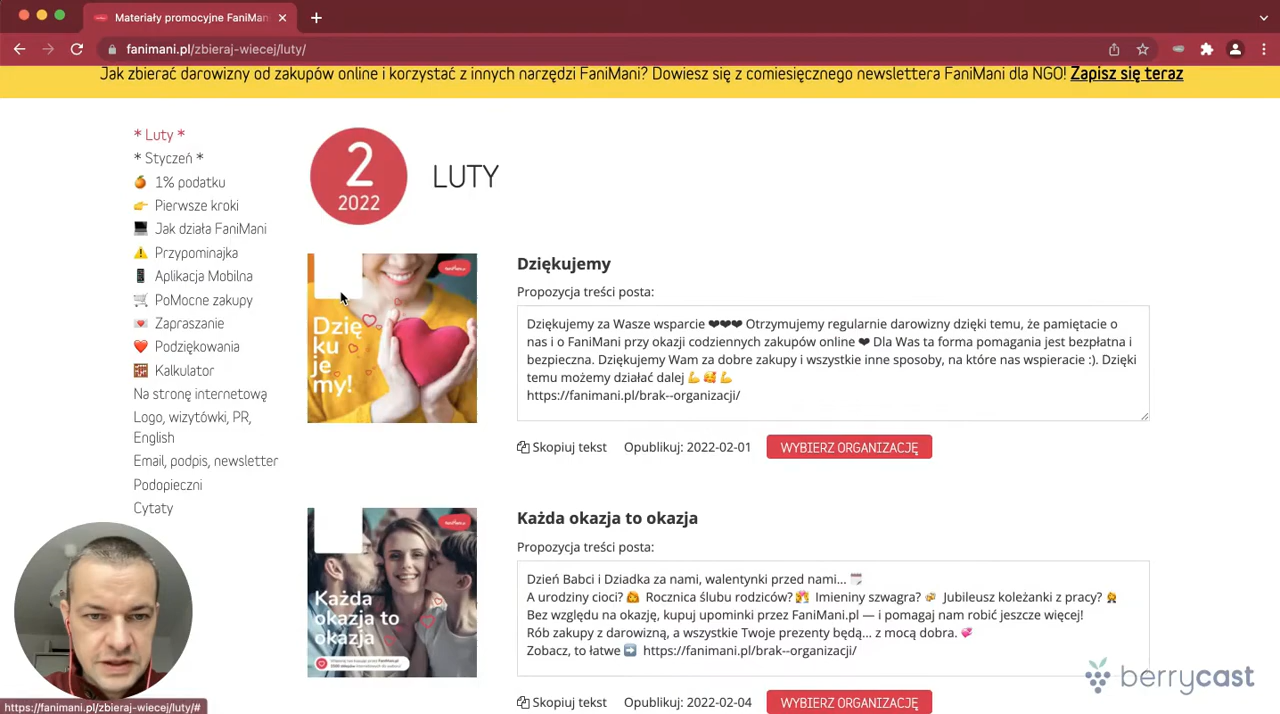 Materiały promocyjne FaniMan
fanimani.pl/zbieraj-wiecej/luty/
Jak zbierać darowizny od zakupów online i korzystać z innych narzędzi FaniMani? Dowiesz się z comiesięcznego newslettera FaniMani dla NGO! Zapisz się teraz
* Luty *
* Styczeń *
🍊 1% podatku
👉 Pierwsze kroki
💻 Jak działa FaniMani
⚠️ Przypominajka
📱 Aplikacja Mobilna
🛒 PoMocne zakupy
💌 Zapraszanie
❤️ Podziękowania
🧮 Kalkulator
Na stronę internetową
Logo, wizytówki, PR,
English
Email, podpis, newsletter
Podopieczni
Cytaty
2
2022
LUTY
Dzię
ku
je
my!
Dziękujemy
Propozycja treści posta:
Dziękujemy za Wasze wsparcie ❤❤❤ Otrzymujemy regularnie darowizny dzięki temu, że pamiętacie o
nas i o FaniMani przy okazji codziennych zakupów online ❤ Dla Was ta forma pomagania jest bezpłatna i
bezpieczna. Dziękujemy Wam za dobre zakupy i wszystkie inne sposoby, na które nas wspieracie :). Dzięki
temu możemy działać dalej 💪 🥰 💪
https://fanimani.pl/brak--organizacji/
Skopiuj tekst Opublikuj: 2022-02-01 WYBIERZ ORGANIZACJĘ
Każda
okazja to
okazja
Każda okazja to okazja
Propozycja treści posta:
Dzień Babci i Dziadka za nami, walentynki przed nami...
A urodziny cioci? Rocznica ślubu rodziców? Imieniny szwagra? Jubileusz koleżanki z pracy?
Bez względu na okazję, kupuj upominki przez FaniMani.pl — i pomagaj nam robić jeszcze więcej!
Rób zakupy z darowizną, a wszystkie Twoje prezenty będą... z mocą dobra. 💞
Zobacz, to łatwe ➡️ https://fanimani.pl/brak--organizacji/
Skopiuj tekst Opublikuj: 2022-02-04 WYBIERZ ORGANIZACJĘ
berrycast
https://fanimani.pl/zbieraj-wiecej/luty/#